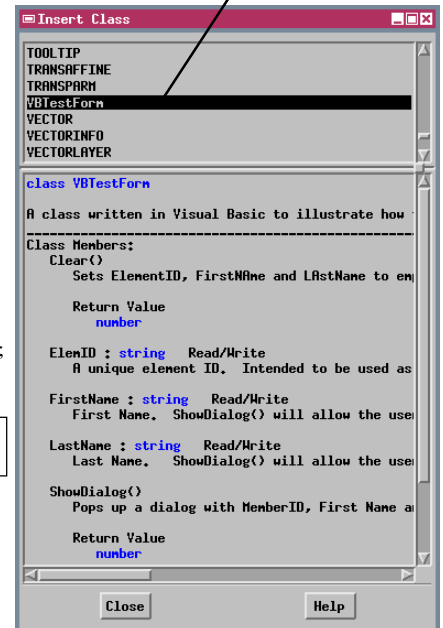 Insert Class
TOOLTIP
TRANSAFFINE
TRANSPARM
VBTestForm
VECTOR
VECTORINFO
VECTORLAYER
class VBTestForm
A class written in Visual Basic to illustrate how
Class Members:
Clear()
Sets ElementID, FirstNAme and LAstName to em
Return Value
number
;
ElemID : string Read/Write
A unique element ID. Intended to be used as
FirstName : string Read/Write
First Name. ShowDialog() will allow the use
LastName : string Read/Write
Last Name. ShowDialog() will allow the use
ShowDialog()
Pops up a dialog with MemberID, First Name a
Return Value
number
Close Help